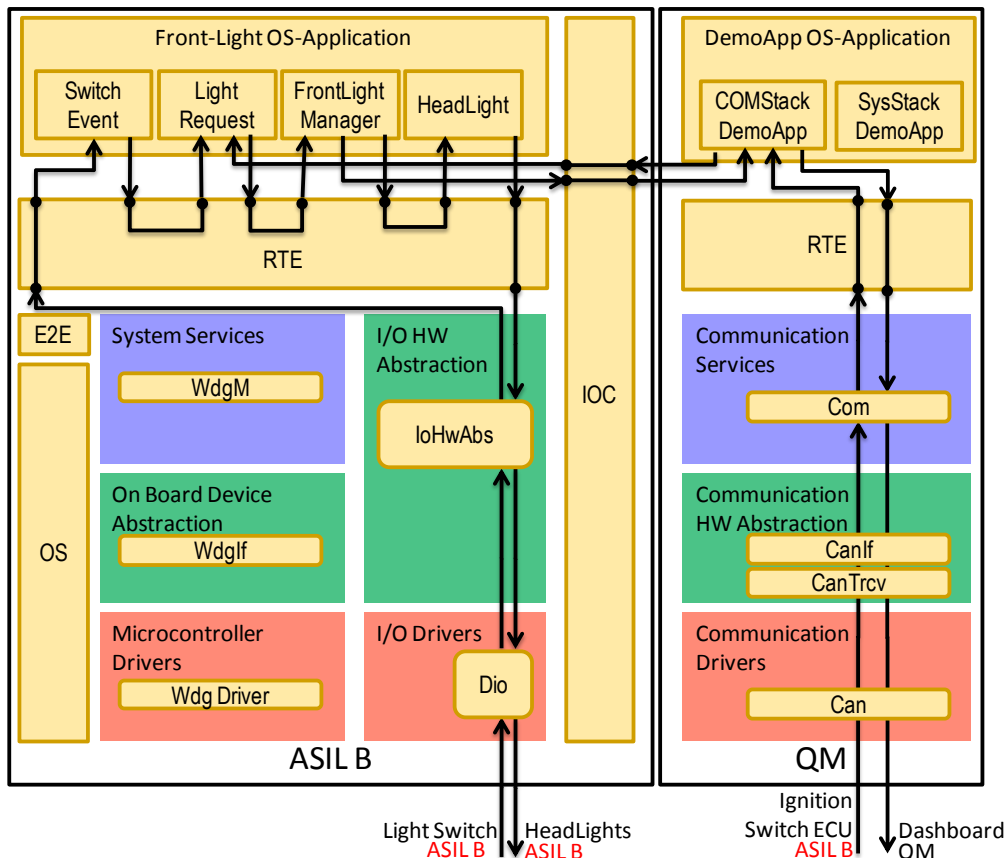 Front-Light OS-Application
Switch
Event
Light
Request
FrontLight
Manager
HeadLight
RTE
E2E
OS
System Services
WdgM
On Board Device
Abstraction
WdgIf
Microcontroller
Drivers
Wdg Driver
I/O HW
Abstraction
IoHwAbs
I/O Drivers
Dio
IOC
ASIL B
Light Switch
ASIL B
HeadLights
ASIL B
DemoApp OS-Application
COMStack
DemoApp
SysStack
DemoApp
RTE
Communication
Services
Com
Communication
HW Abstraction
CanIf
CanTrcv
Communication
Drivers
Can
QM
Ignition
Switch ECU
ASIL B
Dashboard
QM